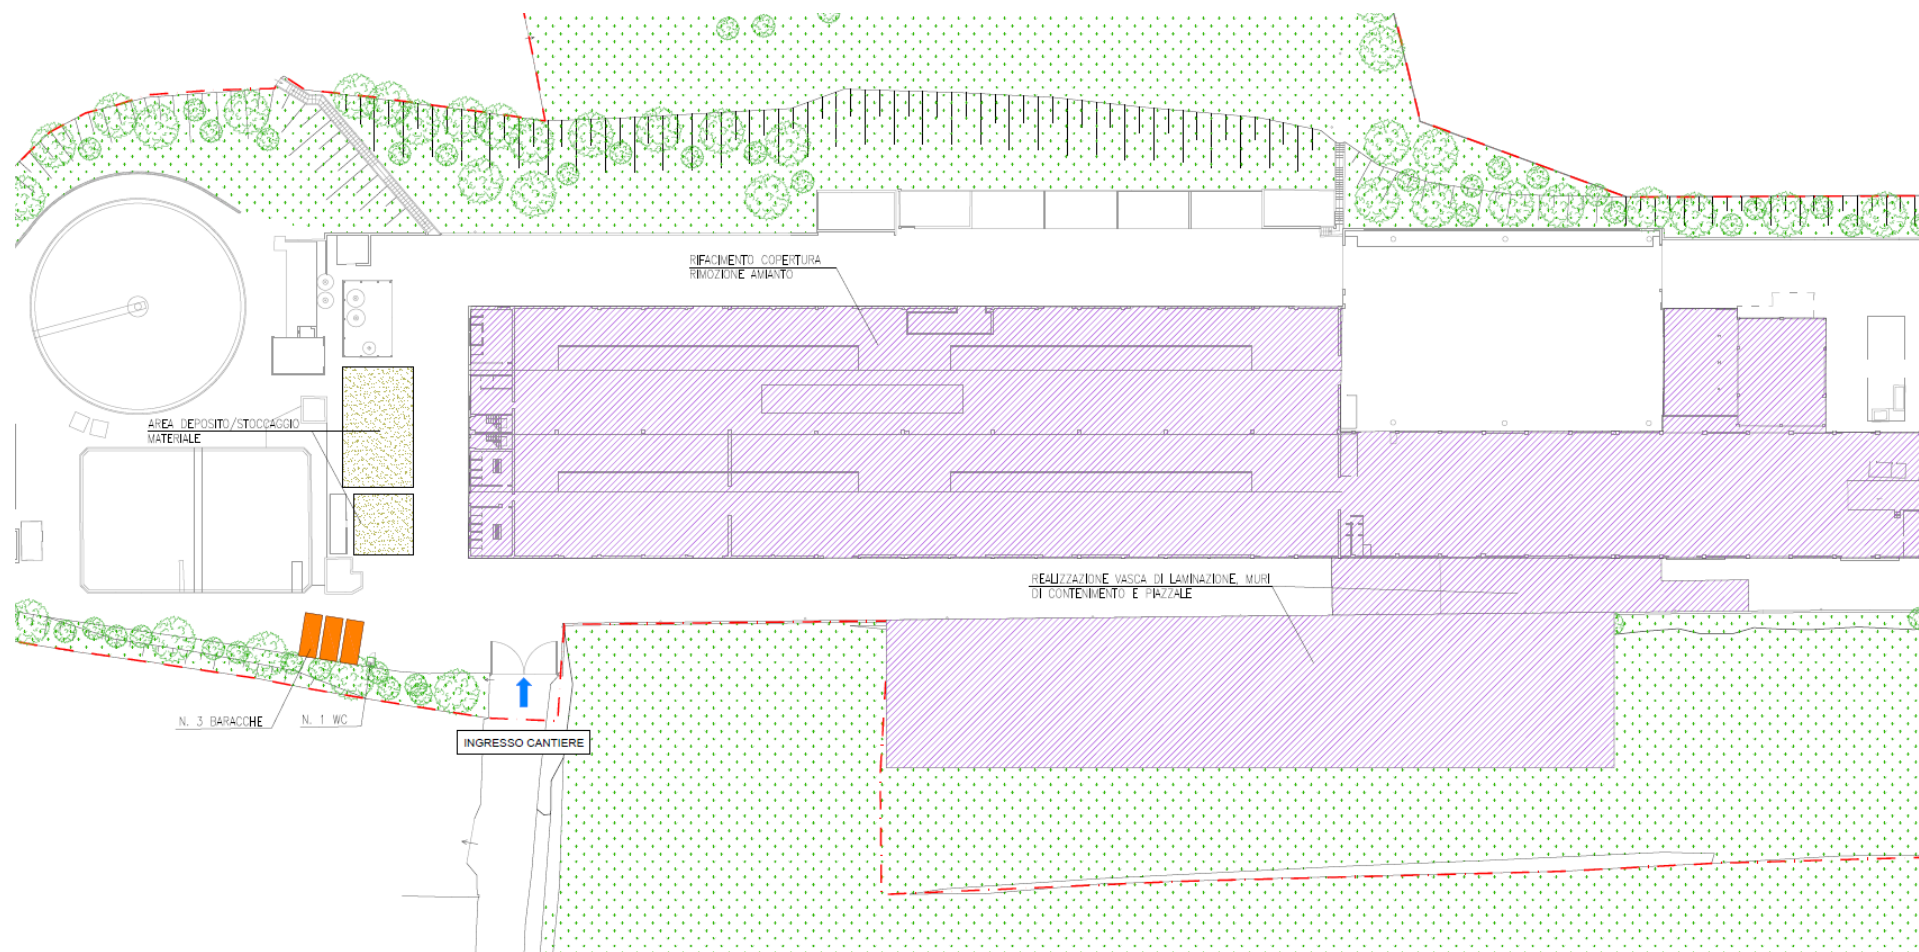 RIFACIMENTO COPERTURA
RIMOZIONE AMIANTO
AREA DEPOSITO/STOCCAGGIO
MATERIALE
REALIZZAZIONE VASCA DI LAMINAZIONE, MURI
DI CONTENIMENTO E PIAZZALE
N. 3 BARACCHE
N. 1 WC
INGRESSO CANTIERE